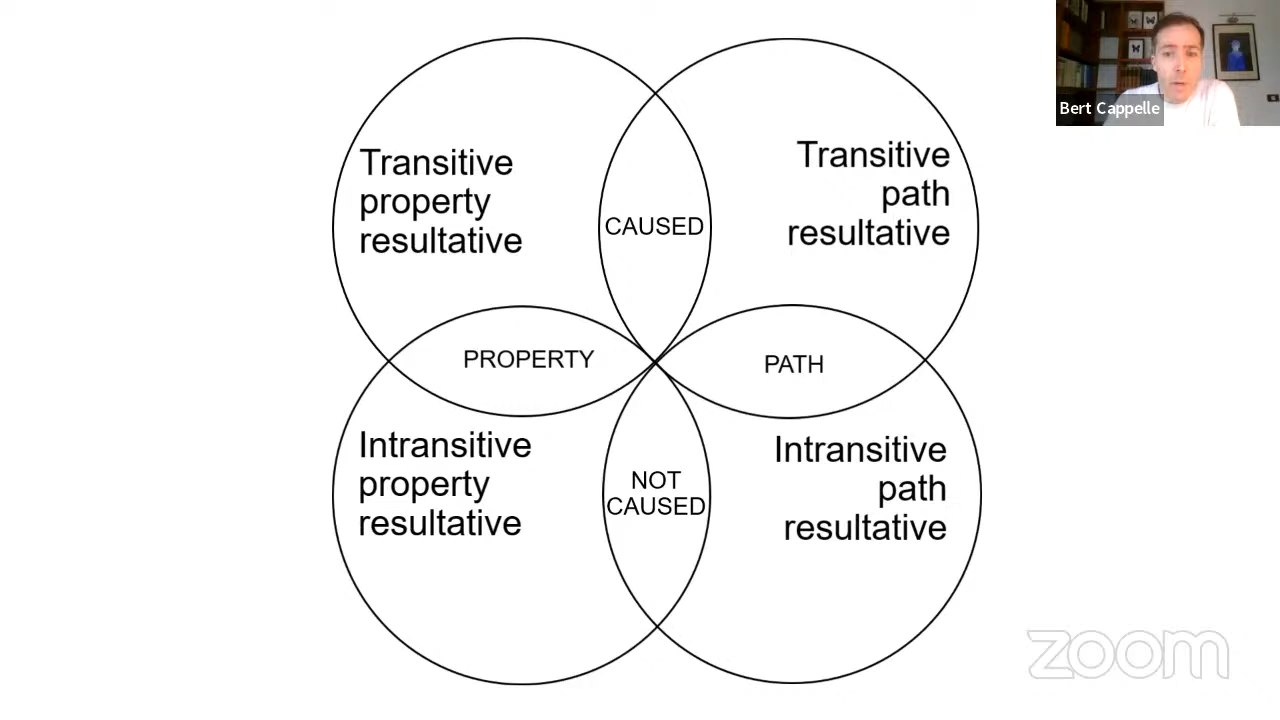 Bert Cappelle
Transitive
property
resultative
CAUSED
Transitive
path
resultative
PROPERTY
PATH
Intransitive
property
resultative
NOT
CAUSED
Intransitive
path
resultative
zoom